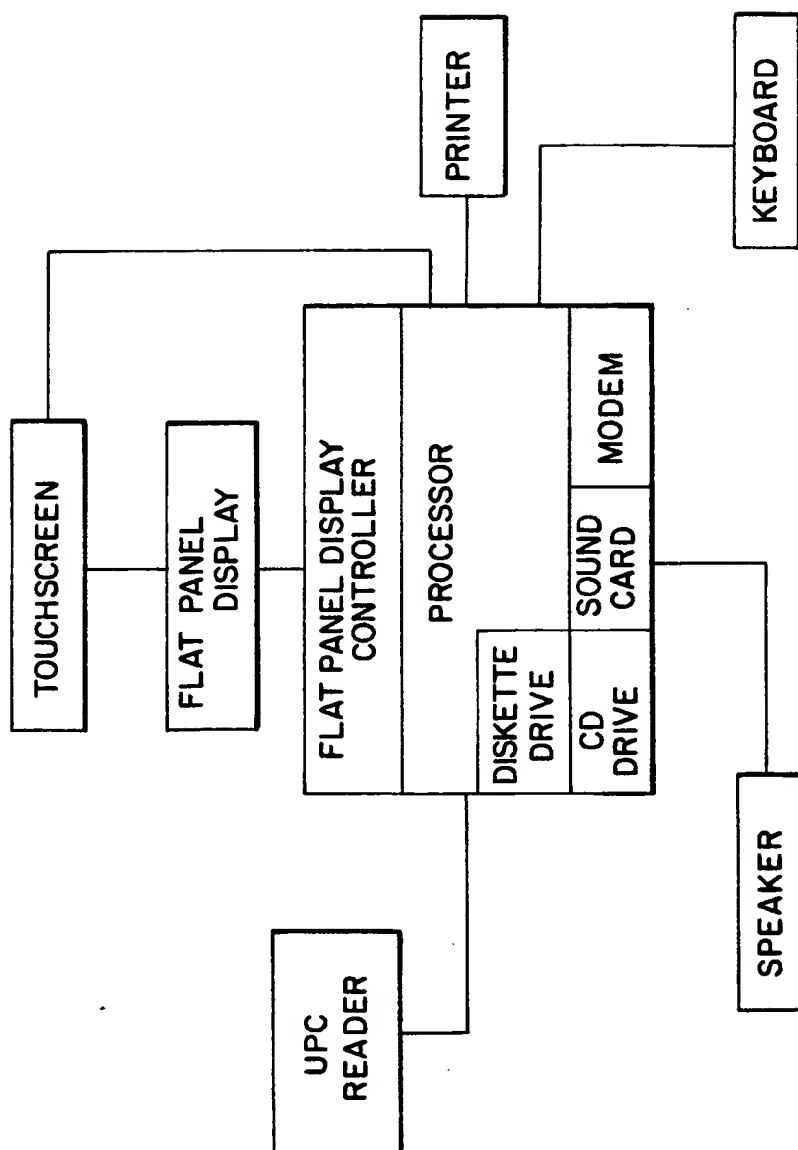 TOUCHSCREEN
FLAT PANEL
DISPLAY
FLAT PANEL DISPLAY
CONTROLLER
PROCESSOR
DISKETTE
DRIVE
CD
DRIVE
SOUND
CARD
MODEM
UPC
READER
PRINTER
SPEAKER
KEYBOARD